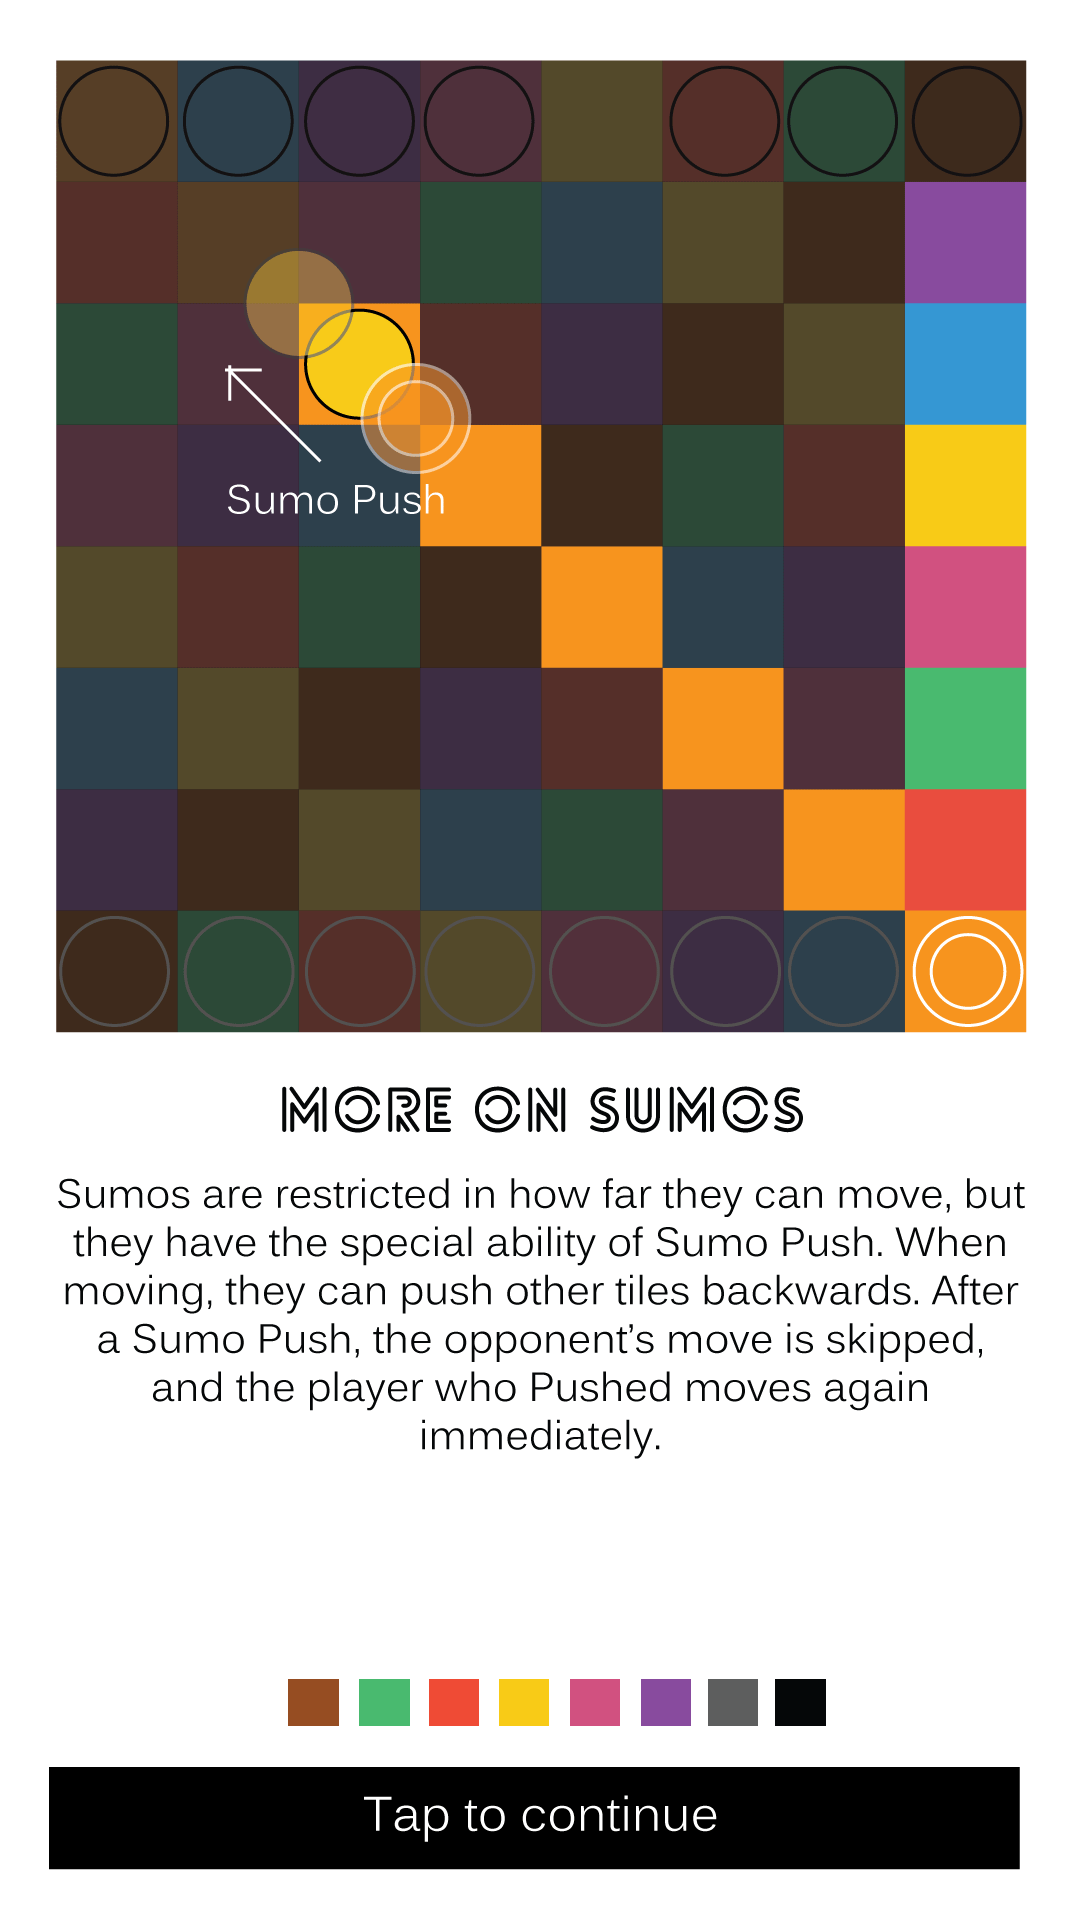 Sumo Push
MORE ON SUMOS
Sumos are restricted in how far they can move, but
they have the special ability of Sumo Push. When
moving, they can push other tiles backwards. After
a Sumo Push, the opponent’s move is skipped,
and the player who Pushed moves again
immediately.
Tap to continue